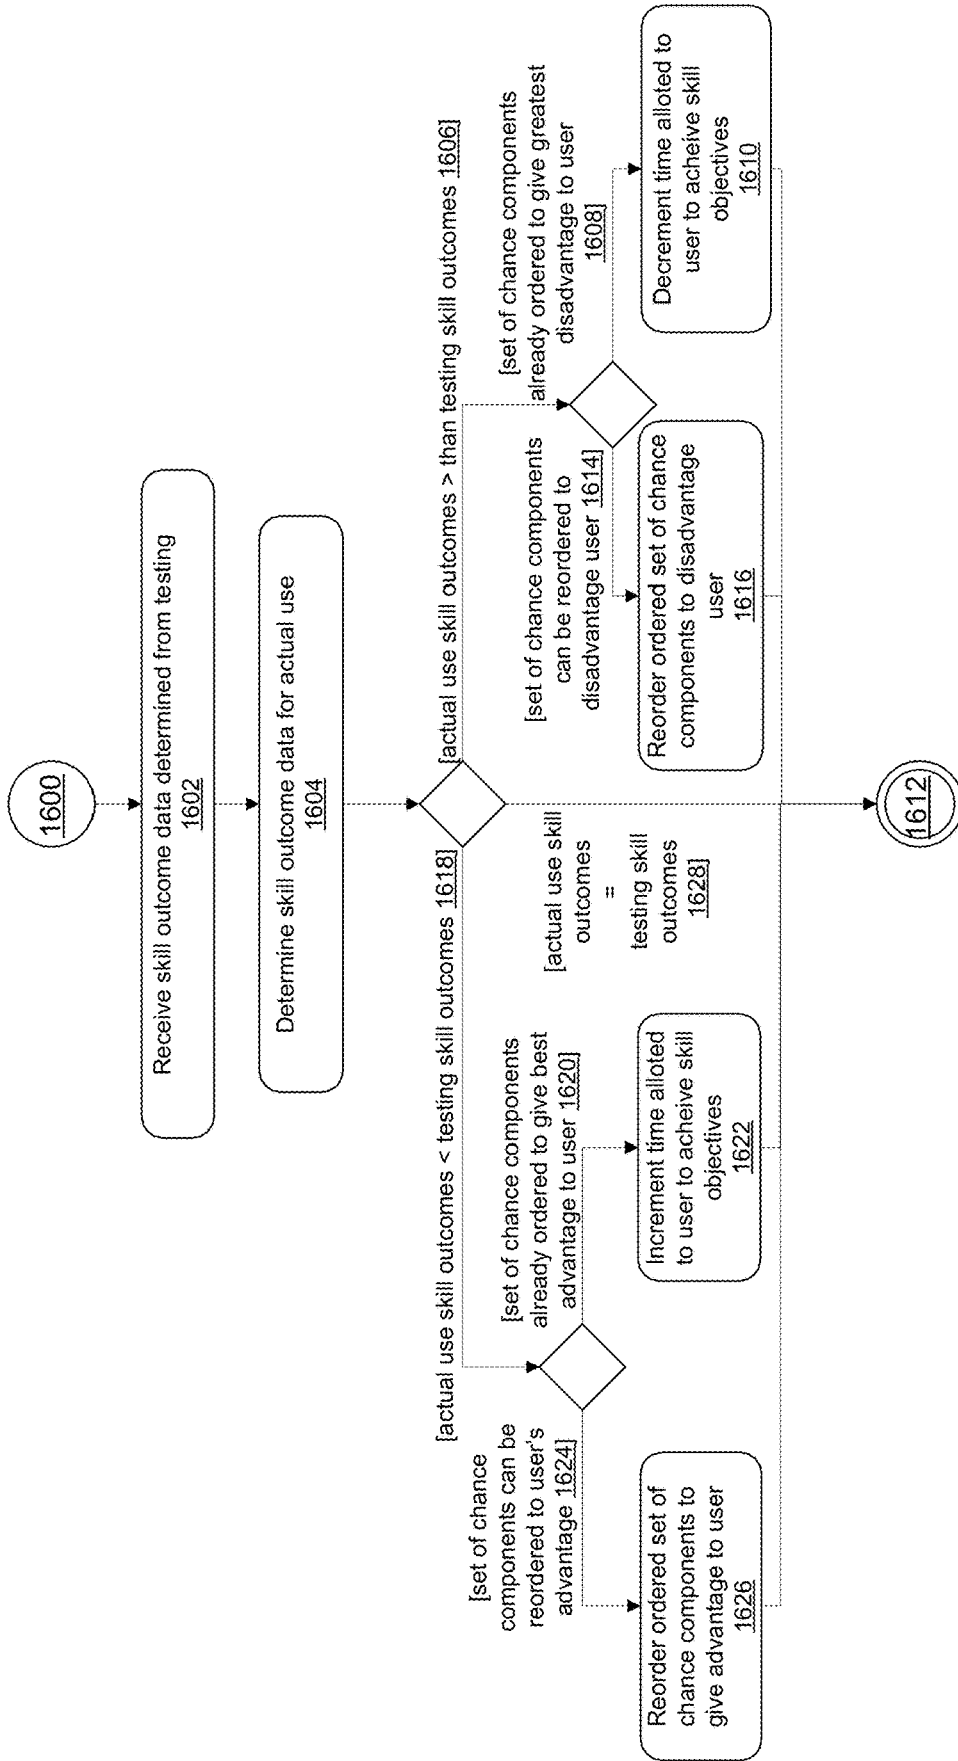 1600
Receive skill outcome data determined from testing
1602
Determine skill outcome data for actual use
1604
[actual use skill outcomes < testing skill outcomes 1618]
[actual use skill outcomes > than testing skill outcomes 1606]
[set of chance
components can be
reordered to user's
advantage 1624]
[set of chance components
already ordered to give best
advantage to user 1620]
[actual use skill
outcomes
=
testing skill
outcomes
1628]
[set of chance components
can be reordered to
disadvantage user 1614]
[set of chance components
already ordered to give greatest
disadvantage to user
1608]
Reorder ordered set of
chance components to
give advantage to user
1626
Increment time alloted
to user to acheive skill
objectives
1622
Reorder ordered set of chance
components to disadvantage
user
1616
Decrement time alloted to
user to acheive skill
objectives
1610
1612